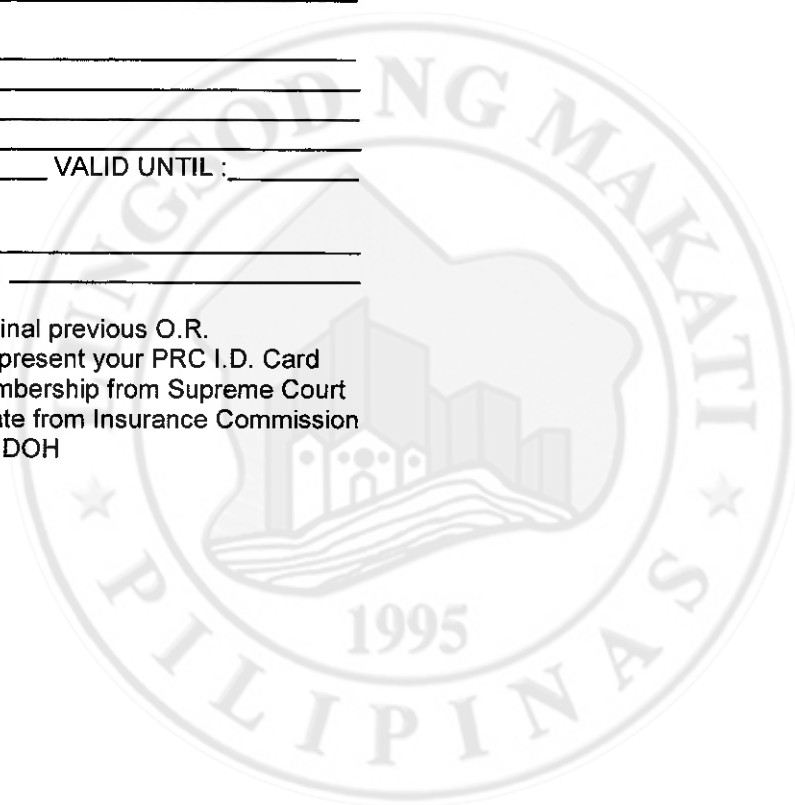 VALID UNTIL :
inal previous O.R.
present your PRC I.D. Card
mbership from Supreme Court
ate from Insurance Commission
DOH
LUNGSOD NG MAKATI
1995
PILIPINAS